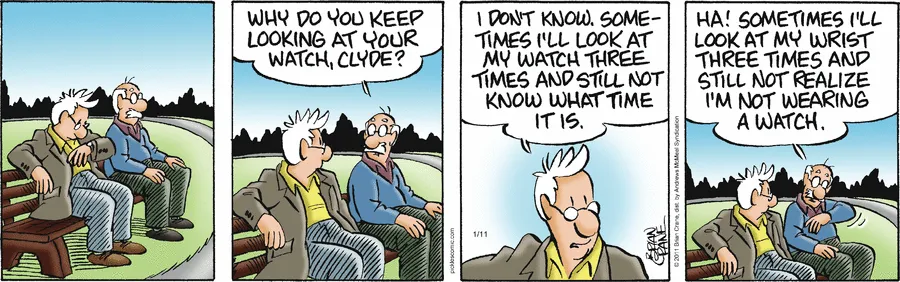 WHY DO YOU KEEP
LOOKING AT YOUR
WATCH, CLYDE?
picklescomic.com
I DON'T KNOW. SOME-
TIMES I'LL LOOK AT
MY WATCH THREE
TIMES AND STILL NOT
KNOW WHAT TIME
IT IS.
1/11
BRIAN
CRANE
© 2011 Brian Crane, dist. by Andrews McMeel Syndication
HA! SOMETIMES I'LL
LOOK AT MY WRIST
THREE TIMES AND
STILL NOT REALIZE
I'M NOT WEARING
A WATCH.